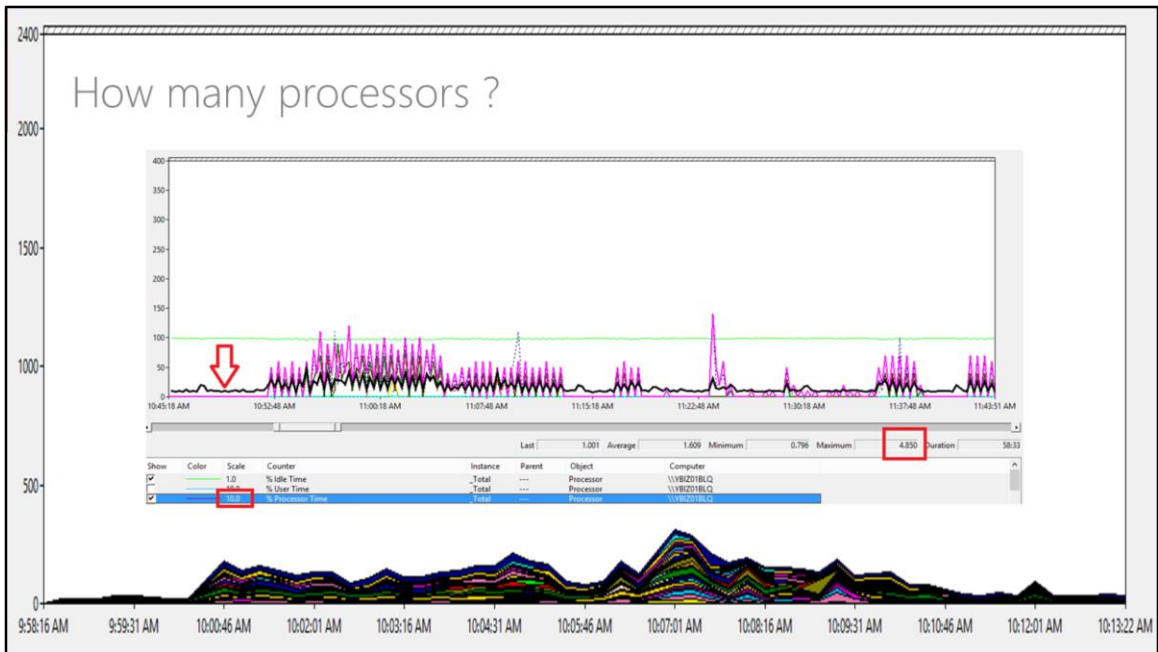 2400
How many processors ?
2000
400
350
300
250
1500
200
150
1000
100
50
0
10:45:18 AM 10:52:48 AM 11:00:18 AM 11:07:48 AM 11:15:18 AM 11:22:48 AM 11:30:18 AM 11:37:48 AM 11:43:51 AM
Last 1.001 Average 1.609 Minimum 0.796 Maximum 4.850 Duration 58:33
Show Color Scale Counter Instance Parent Object Computer
1.0 % Idle Time _Total --- Processor \\YBIZ01BLQ
10.0 % User Time _Total --- Processor \\YBIZ01BLQ
500
10.0 % Processor Time _Total --- Processor \\YBIZ01BLQ
0
9:58:16 AM 9:59:31 AM 10:00:46 AM 10:02:01 AM 10:03:16 AM 10:04:31 AM 10:05:46 AM 10:07:01 AM 10:08:16 AM 10:09:31 AM 10:10:46 AM 10:12:01 AM 10:13:22 AM